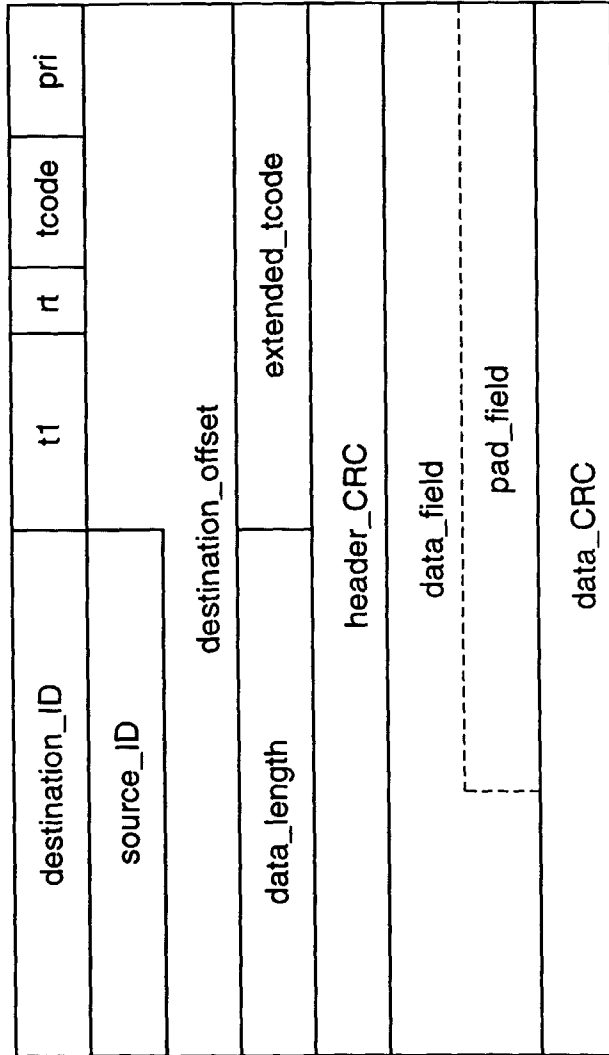 destination_ID t1 rt tcode pri
source_ID
destination_offset
data_length extended_tcode
header_CRC
data_field
pad_field
data_CRC